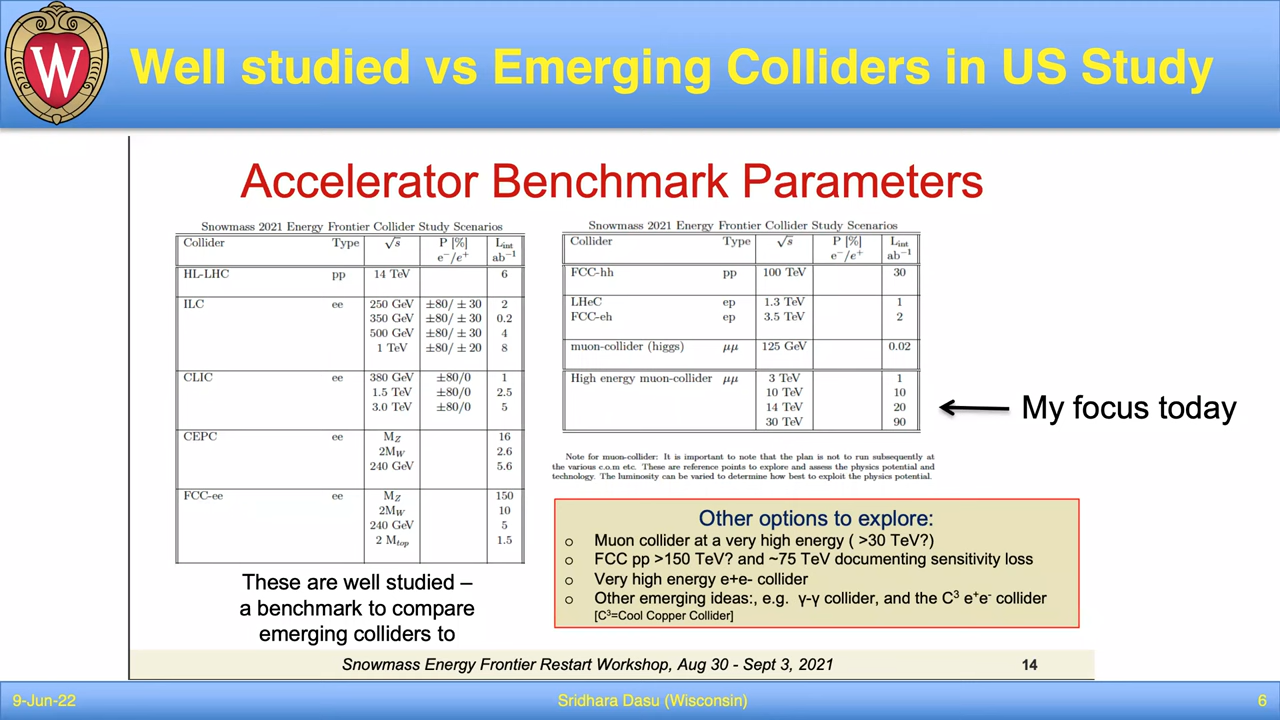 W
Well studied vs Emerging Colliders in US Study
Accelerator Benchmark Parameters
Snowmass 2021 Energy Frontier Collider Study Scenarios
Collider Type √s P [%] L_int
e⁻/e⁺ ab⁻¹
HL-LHC pp 14 TeV 6
ILC ee 250 GeV ±80/ ± 30 2
350 GeV ±80/ ± 30 0.2
500 GeV ±80/ ± 30 4
1 TeV ±80/ ± 20 8
CLIC ee 380 GeV ±80/0 1
1.5 TeV ±80/0 2.5
3.0 TeV ±80/0 5
CEPC ee M_Z 16
2M_W 2.6
240 GeV 5.6
FCC-ee ee M_Z 150
2M_W 10
240 GeV 5
2 M_top 1.5
These are well studied –
a benchmark to compare
emerging colliders to
Snowmass 2021 Energy Frontier Collider Study Scenarios
Collider Type √s P [%] L_int
e⁻/e⁺ ab⁻¹
FCC-hh pp 100 TeV 30
LHeC ep 1.3 TeV 1
FCC-eh ep 3.5 TeV 2
muon-collider (higgs) μμ 125 GeV 0.02
High energy muon-collider μμ 3 TeV 1
10 TeV 10
14 TeV 20
30 TeV 90
My focus today
Note for muon-collider: It is important to note that the plan is not to run subsequently at
the various c.o.m etc. These are reference points to explore and assess the physics potential and
technology. The luminosity can be varied to determine how best to exploit the physics potential.
Other options to explore:
o Muon collider at a very high energy ( >30 TeV?)
o FCC pp >150 TeV? and ~75 TeV documenting sensitivity loss
o Very high energy e+e- collider
o Other emerging ideas:, e.g. γ-γ collider, and the C³ e⁺e⁻ collider
[C³=Cool Copper Collider]
Snowmass Energy Frontier Restart Workshop, Aug 30 - Sept 3, 2021 14
9-Jun-22 Sridhara Dasu (Wisconsin) 6